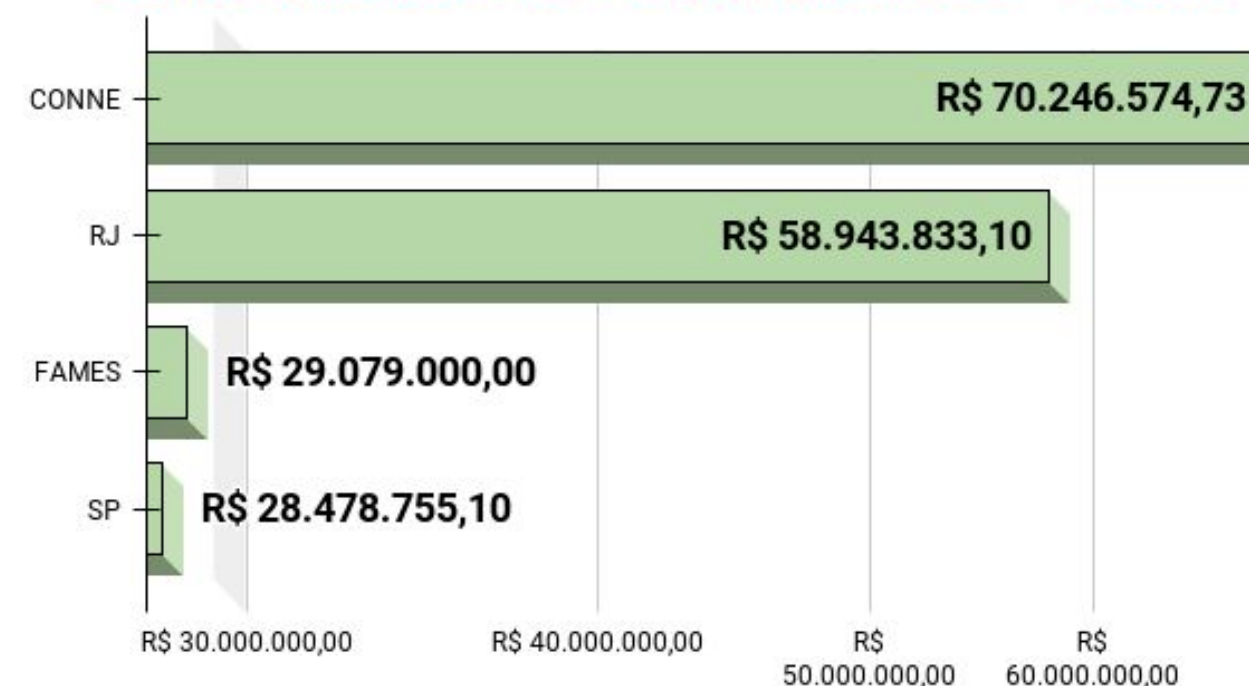 CONNE
R$ 70.246.574,73
RJ
R$ 58.943.833,10
FAMES
R$ 29.079.000,00
SP
R$ 28.478.755,10
R$ 30.000.000,00
R$ 40.000.000,00
R$
50.000.000,00
R$
60.000.000,00